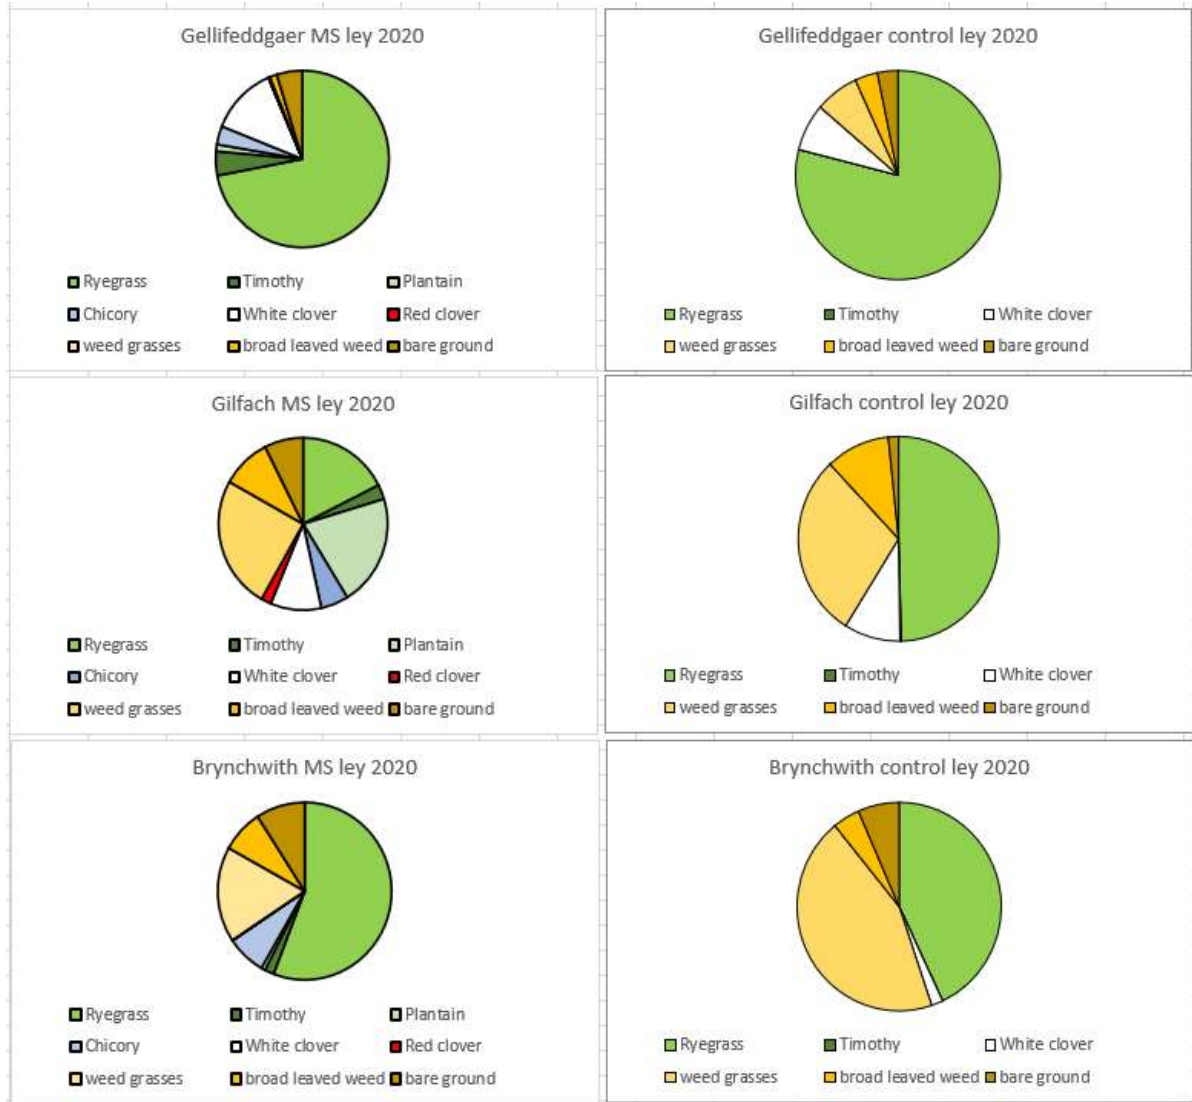 Gellifeddgaer MS ley 2020
Ryegrass Timothy Plantain
Chicory White clover Red clover
weed grasses broad leaved weed bare ground
Gellifeddgaer control ley 2020
Ryegrass Timothy White clover
weed grasses broad leaved weed bare ground
Gilfach MS ley 2020
Ryegrass Timothy Plantain
Chicory White clover Red clover
weed grasses broad leaved weed bare ground
Gilfach control ley 2020
Ryegrass Timothy White clover
weed grasses broad leaved weed bare ground
Brynchwith MS ley 2020
Ryegrass Timothy Plantain
Chicory White clover Red clover
weed grasses broad leaved weed bare ground
Brynchwith control ley 2020
Ryegrass Timothy White clover
weed grasses broad leaved weed bare ground